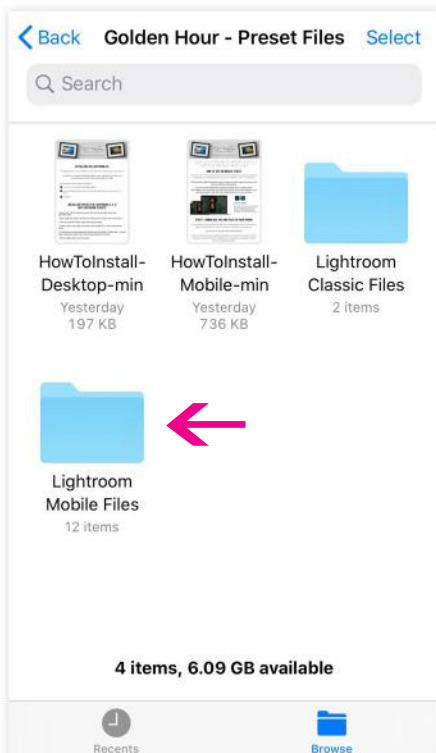 Back Golden Hour - Preset Files Select
Search
HowToInstall- HowToInstall- Lightroom
Desktop-min Mobile-min Classic Files
Yesterday Yesterday 2 items
197 KB 736 KB
Lightroom
Mobile Files
12 items
4 items, 6.09 GB available
Recents Browse